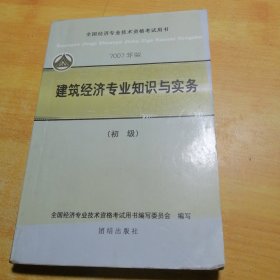 全国经济专业技术资格考试用书
2007年版
建筑经济专业知识与实务
（初 级）
全国经济专业技术资格考试用书编写委员会 编写
团结出版社